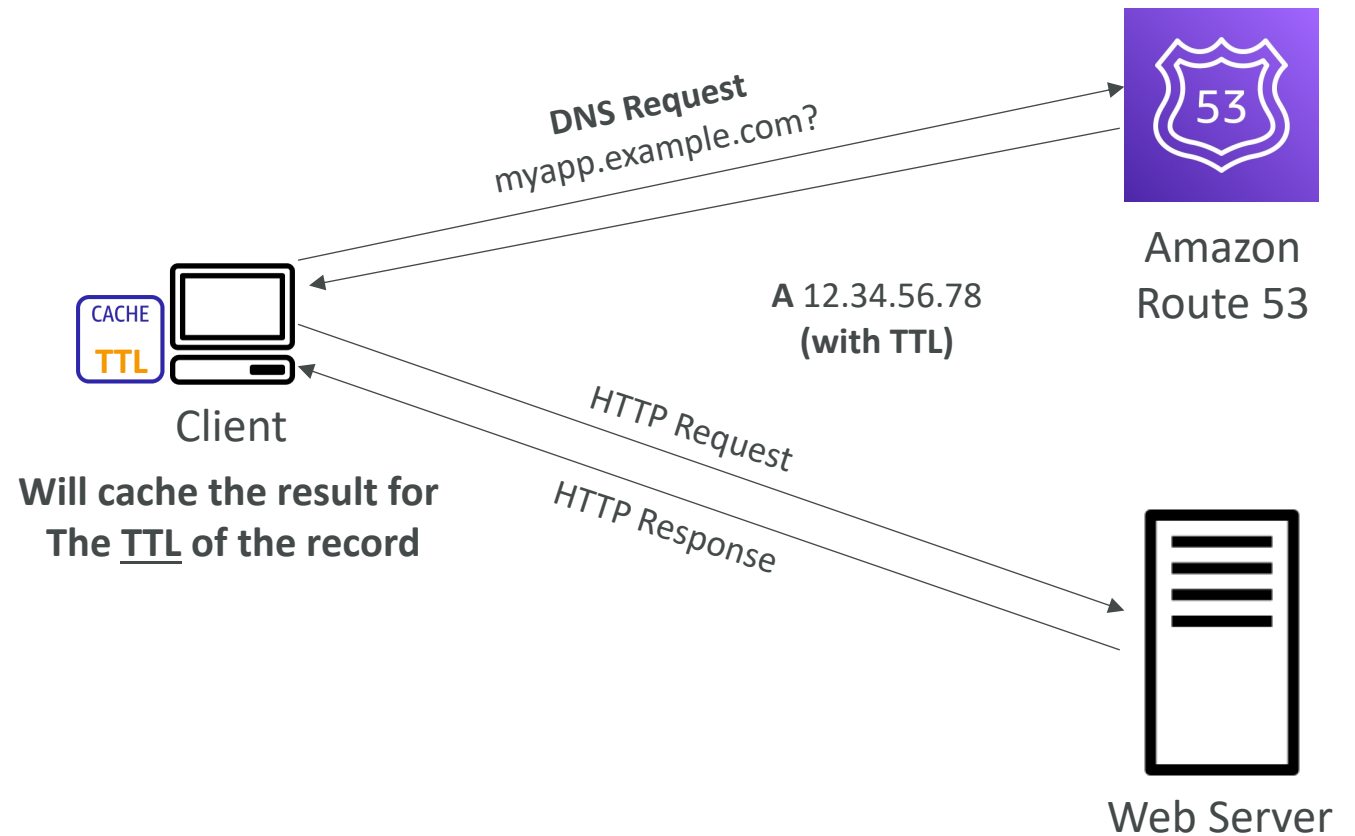 DNS Request
myapp.example.com?
53
Amazon
Route 53
A 12.34.56.78
(with TTL)
CACHE
TTL
Client
Will cache the result for
The TTL of the record
HTTP Request
HTTP Response
Web Server